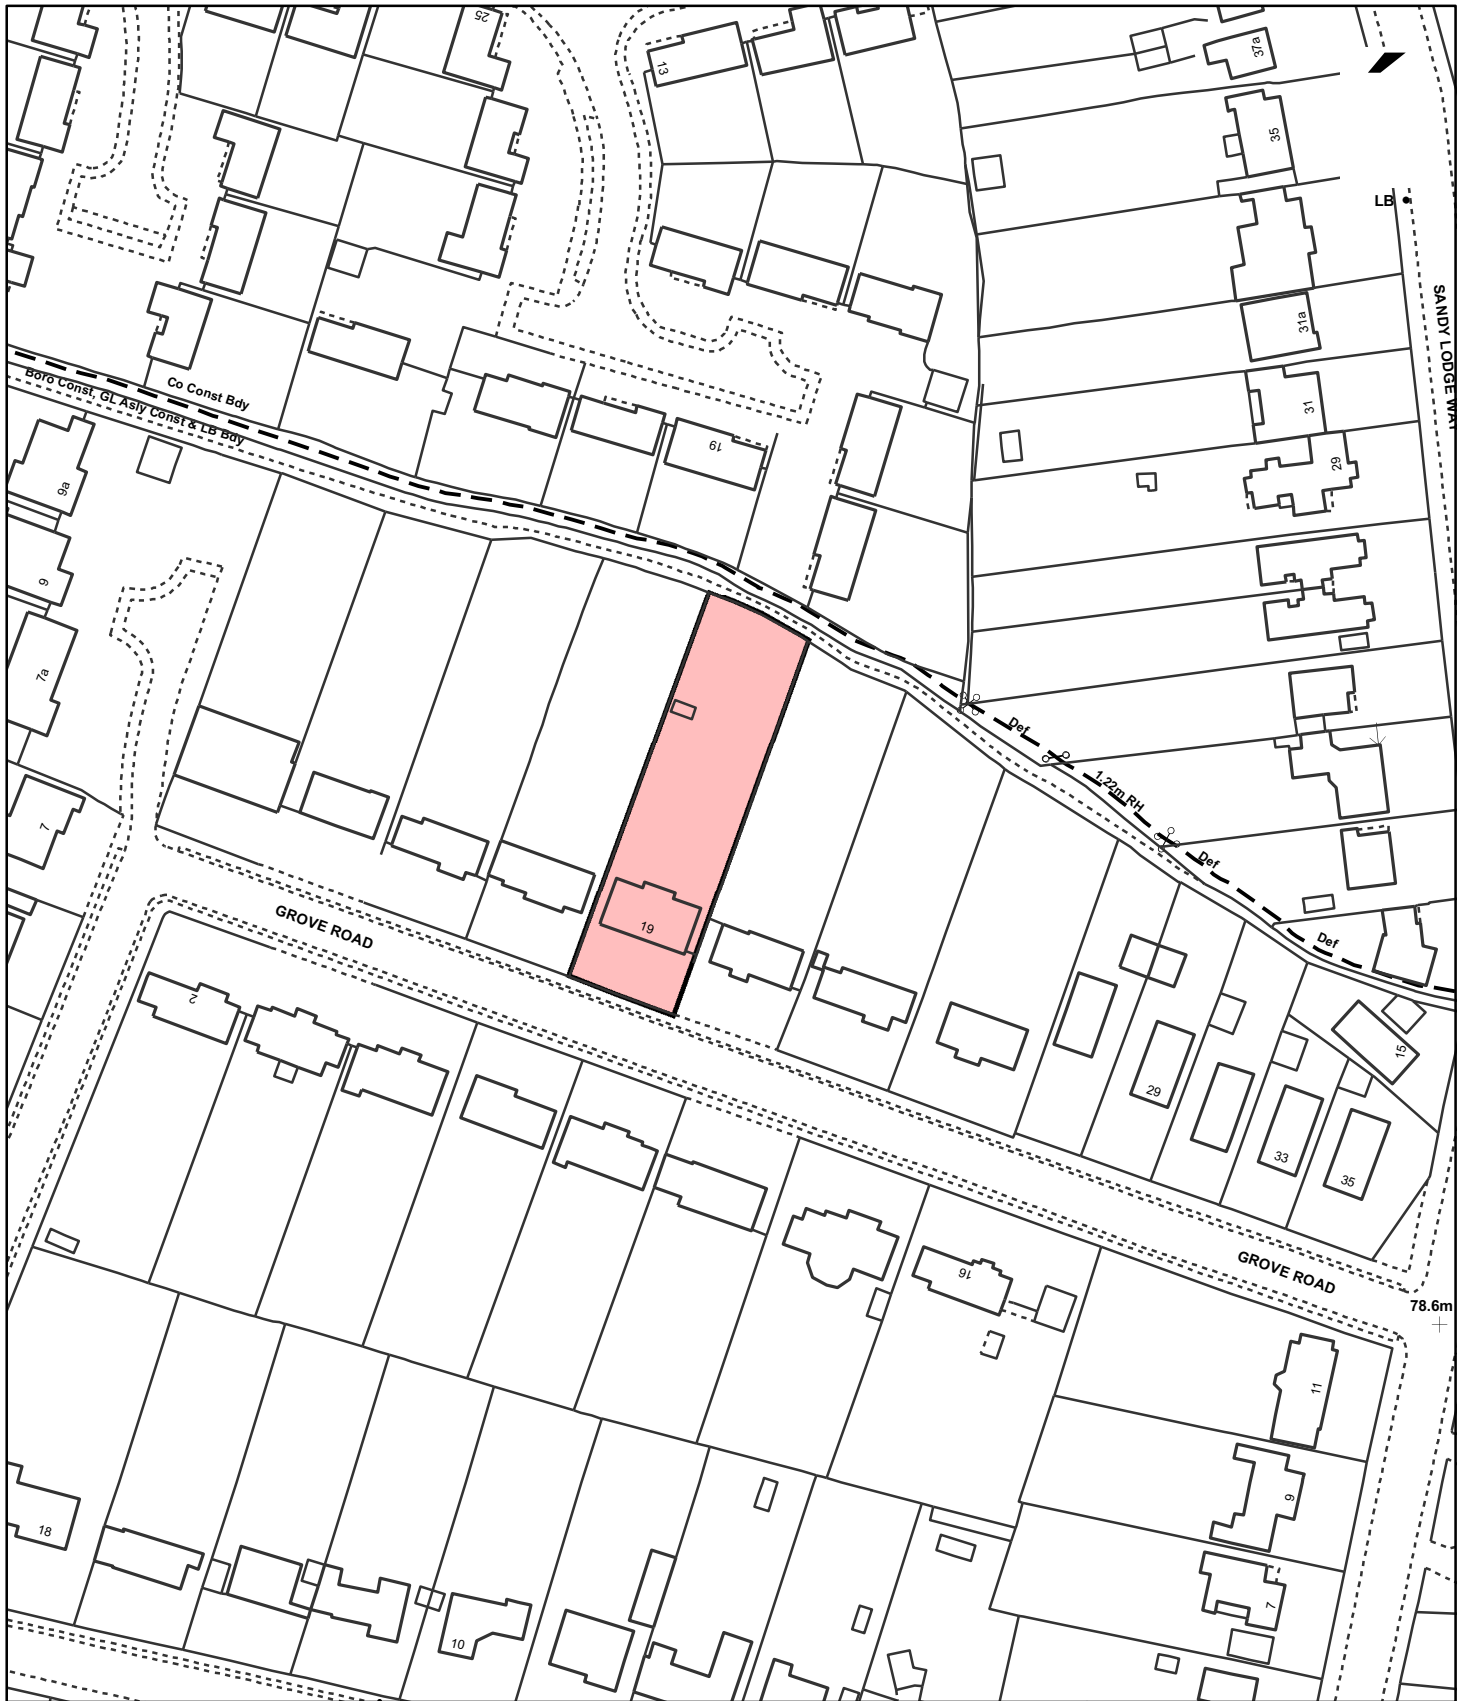 25
13
37a
35
LB
SANDY LODGE WAY
31a
31
29
Co Const Bdy
Boro Const, GL Asly Const & LB Bdy
19
9a
9
7a
7
Def
1.22m RH
Def
Def
GROVE ROAD
19
2
15
29
33
35
GROVE ROAD
78.6m
16
11
9
7
18
10